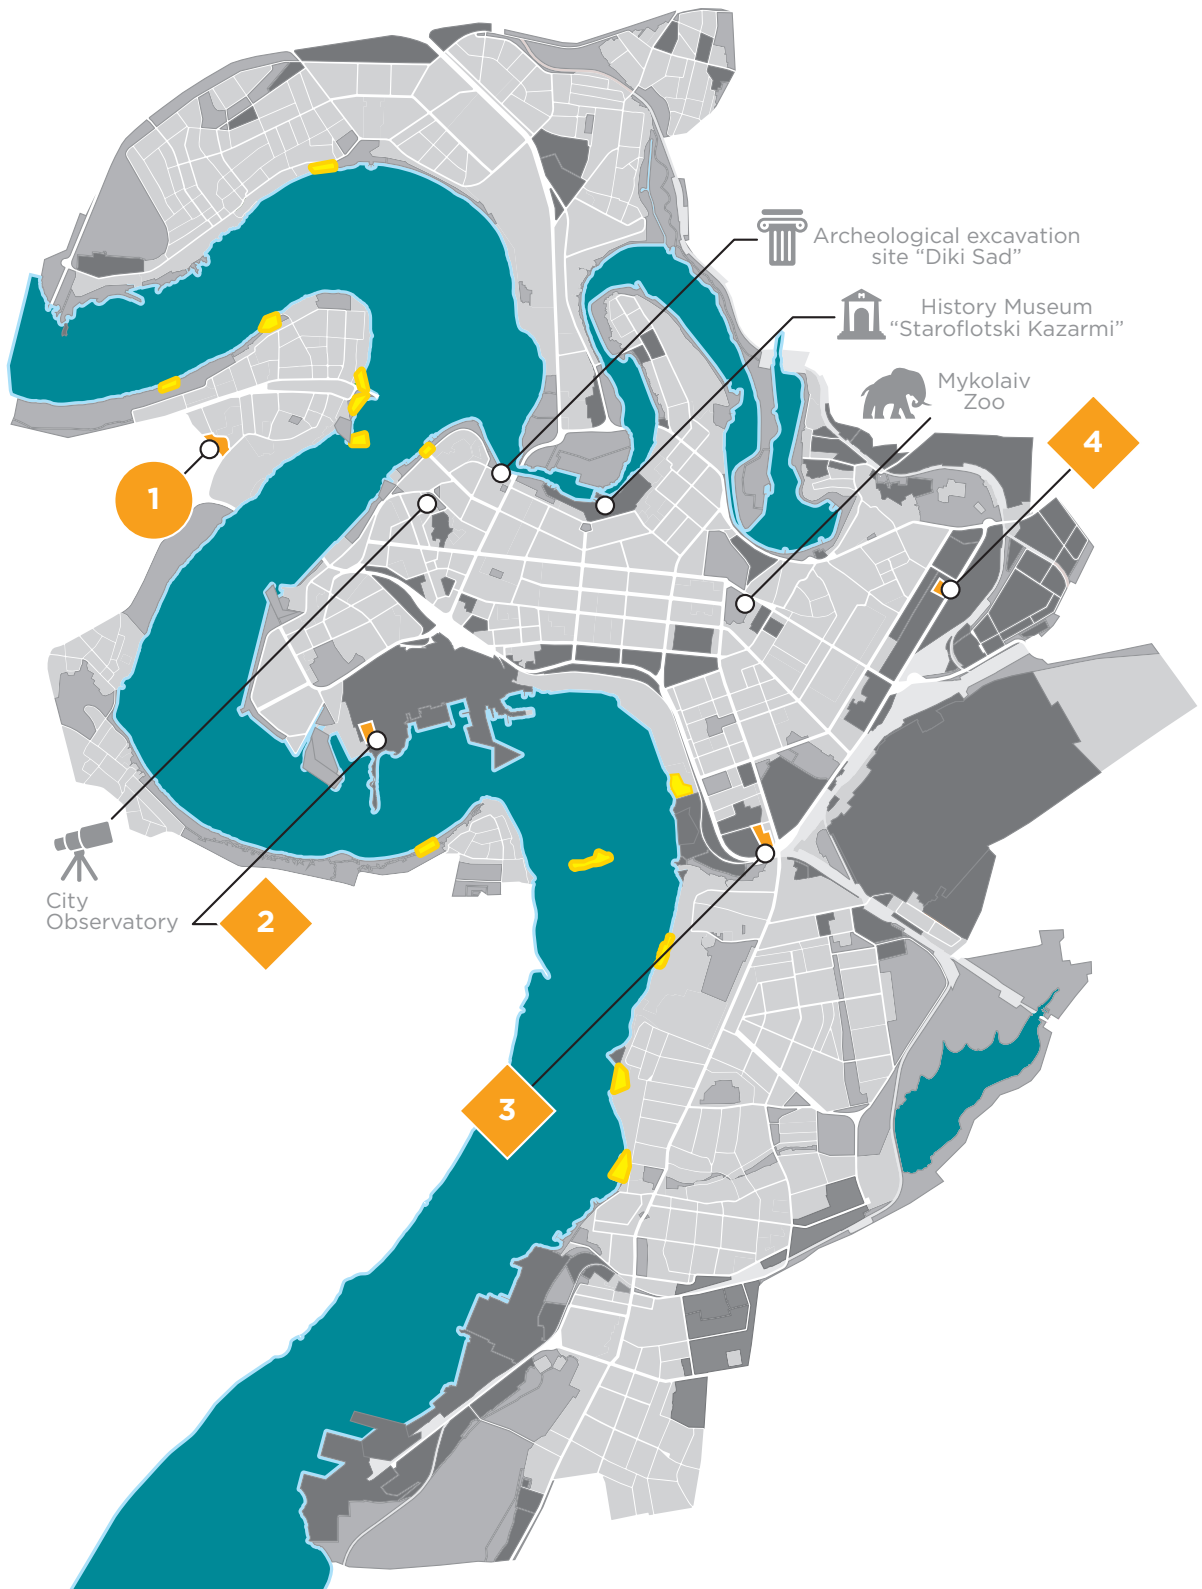 Archeological excavation
site “Diki Sad”
History Museum
“Staroflotski Kazarmi”
Mykolaiv
Zoo
4
1
City
Observatory
2
3